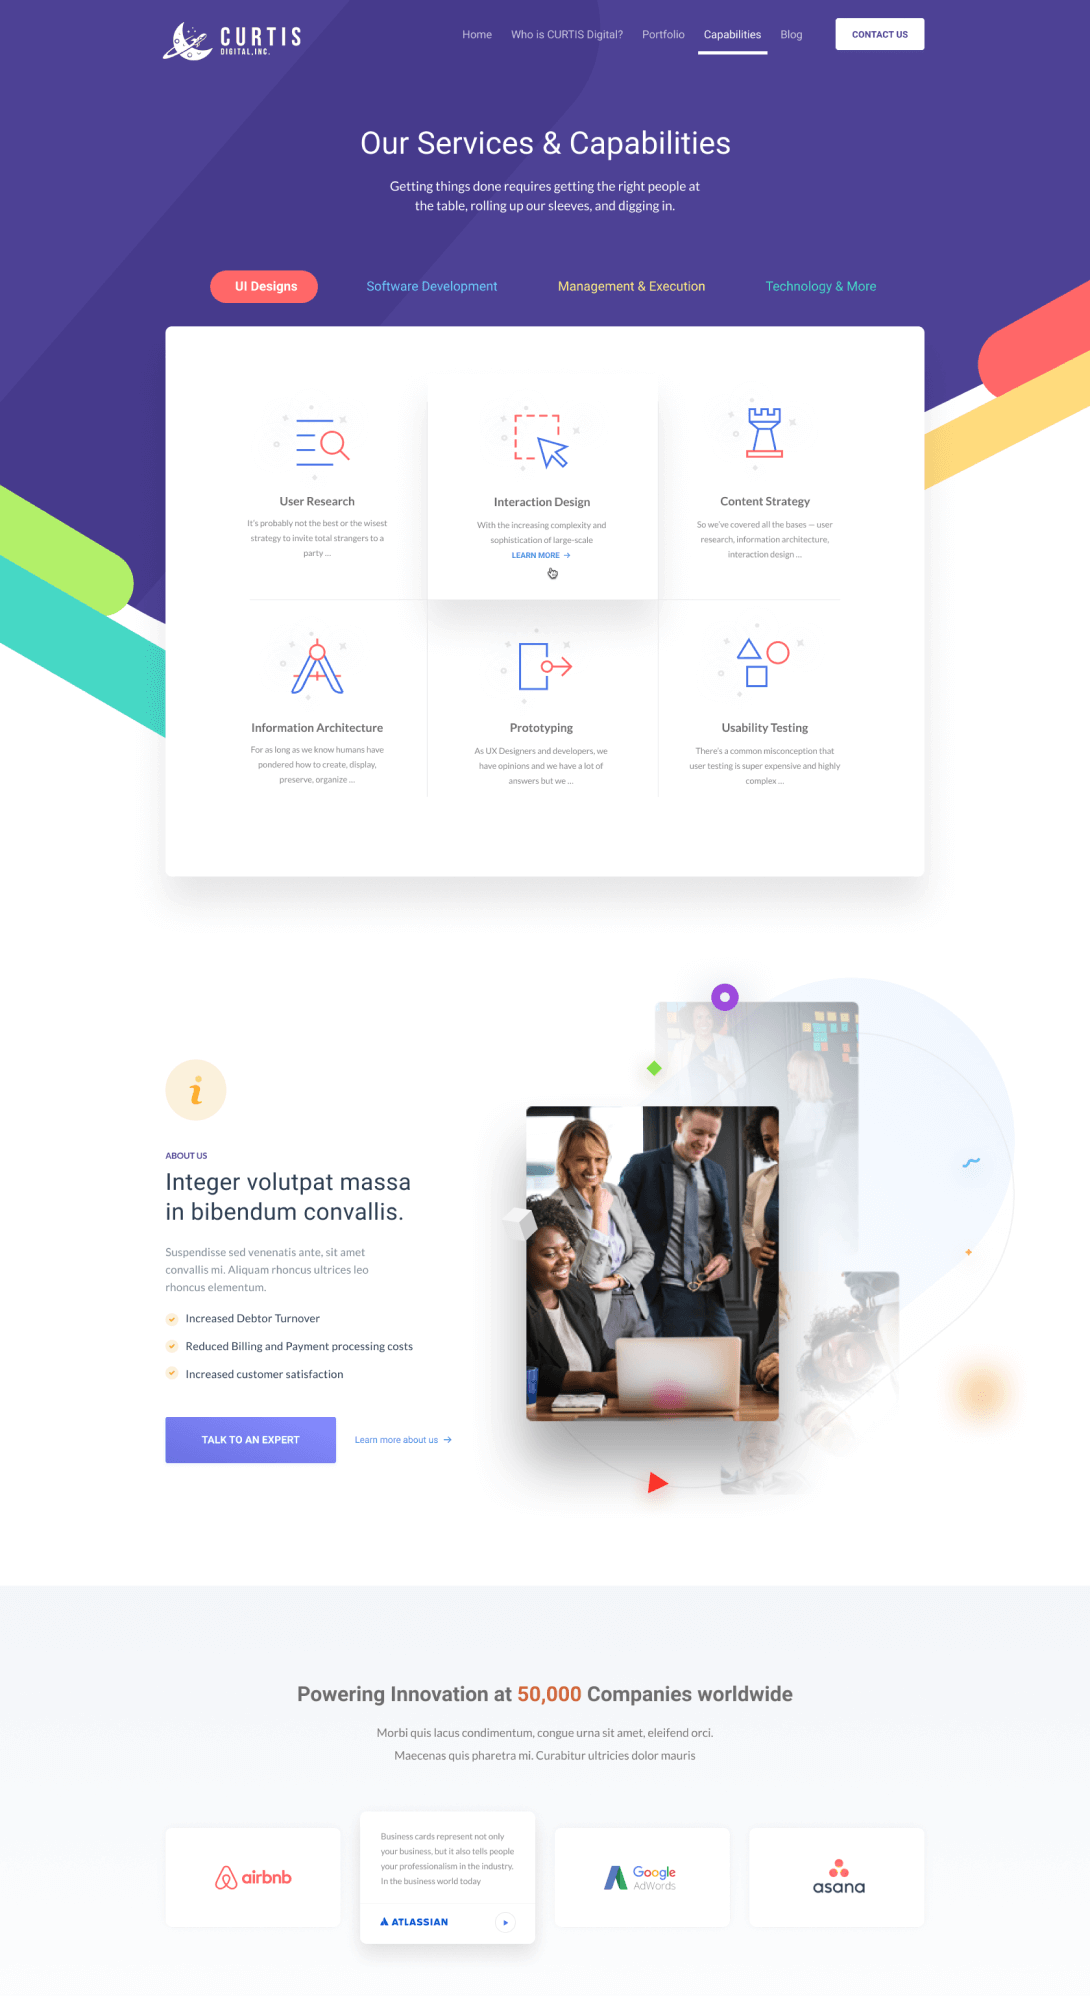 CURTIS
DIGITAL, INC.
Home
Who is CURTIS Digital?
Portfolio
Capabilities
Blog
CONTACT US
Our Services & Capabilities
Getting things done requires getting the right people at
the table, rolling up our sleeves, and digging in.
UI Designs
Software Development
Management & Execution
Technology & More
User Research
It's probably not the best or the wisest
strategy to invite total strangers to a
party ...
Interaction Design
With the increasing complexity and
sophistication of large-scale
LEARN MORE →
Content Strategy
So we've covered all the bases — user
research, information architecture,
interaction design ...
Information Architecture
For as long as we know humans have
pondered how to create, display,
preserve, organize ...
Prototyping
As UX Designers and developers, we
have opinions and we have a lot of
answers but we ...
Usability Testing
There's a common misconception that
user testing is super expensive and highly
complex ...
i
ABOUT US
Integer volutpat massa
in bibendum convallis.
Suspendisse sed venenatis ante, sit amet
convallis mi. Aliquam rhoncus ultrices leo
rhoncus elementum.
Increased Debtor Turnover
Reduced Billing and Payment processing costs
Increased customer satisfaction
TALK TO AN EXPERT
Learn more about us →
Powering Innovation at 50,000 Companies worldwide
Morbi quis lacus condimentum, congue urna sit amet, eleifend orci.
Maecenas quis pharetra mi. Curabitur ultricies dolor mauris
airbnb
Business cards represent not only
your business, but it also tells people
your professionalism in the industry.
In the business world today
ATLASSIAN
Google
AdWords
asana